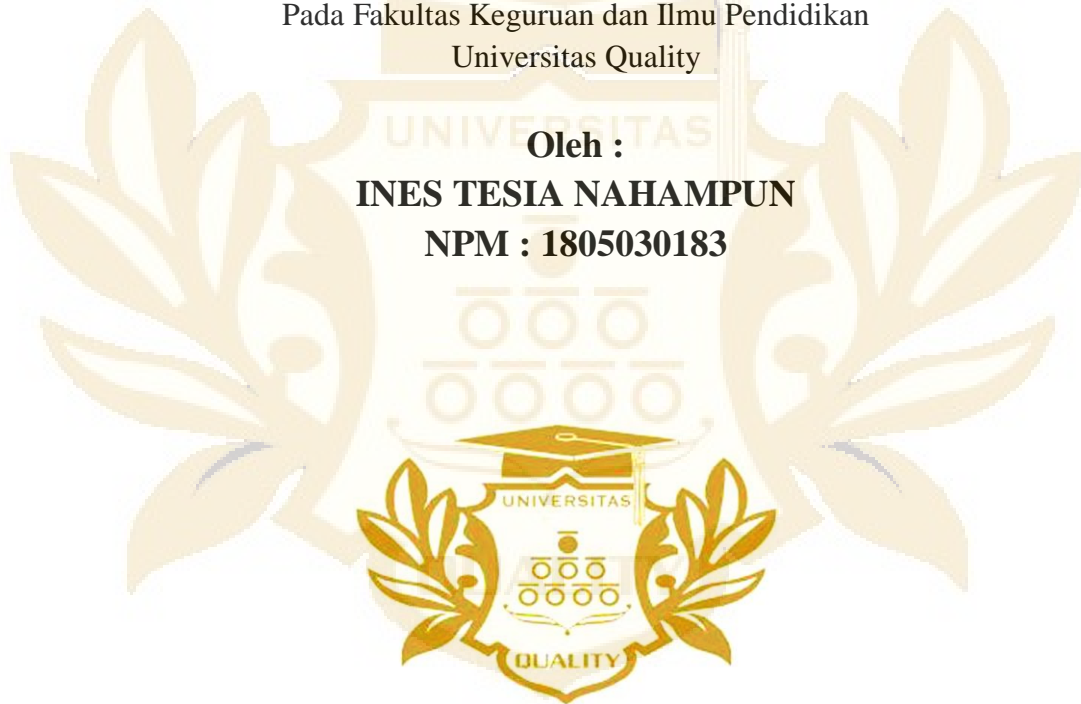 Pada Fakultas Keguruan dan Ilmu Pendidikan
Universitas Quality
UNIVERSITAS
Oleh :
INES TESIA NAHAMPUN
NPM : 1805030183
UNIVERSITAS
QUALITY